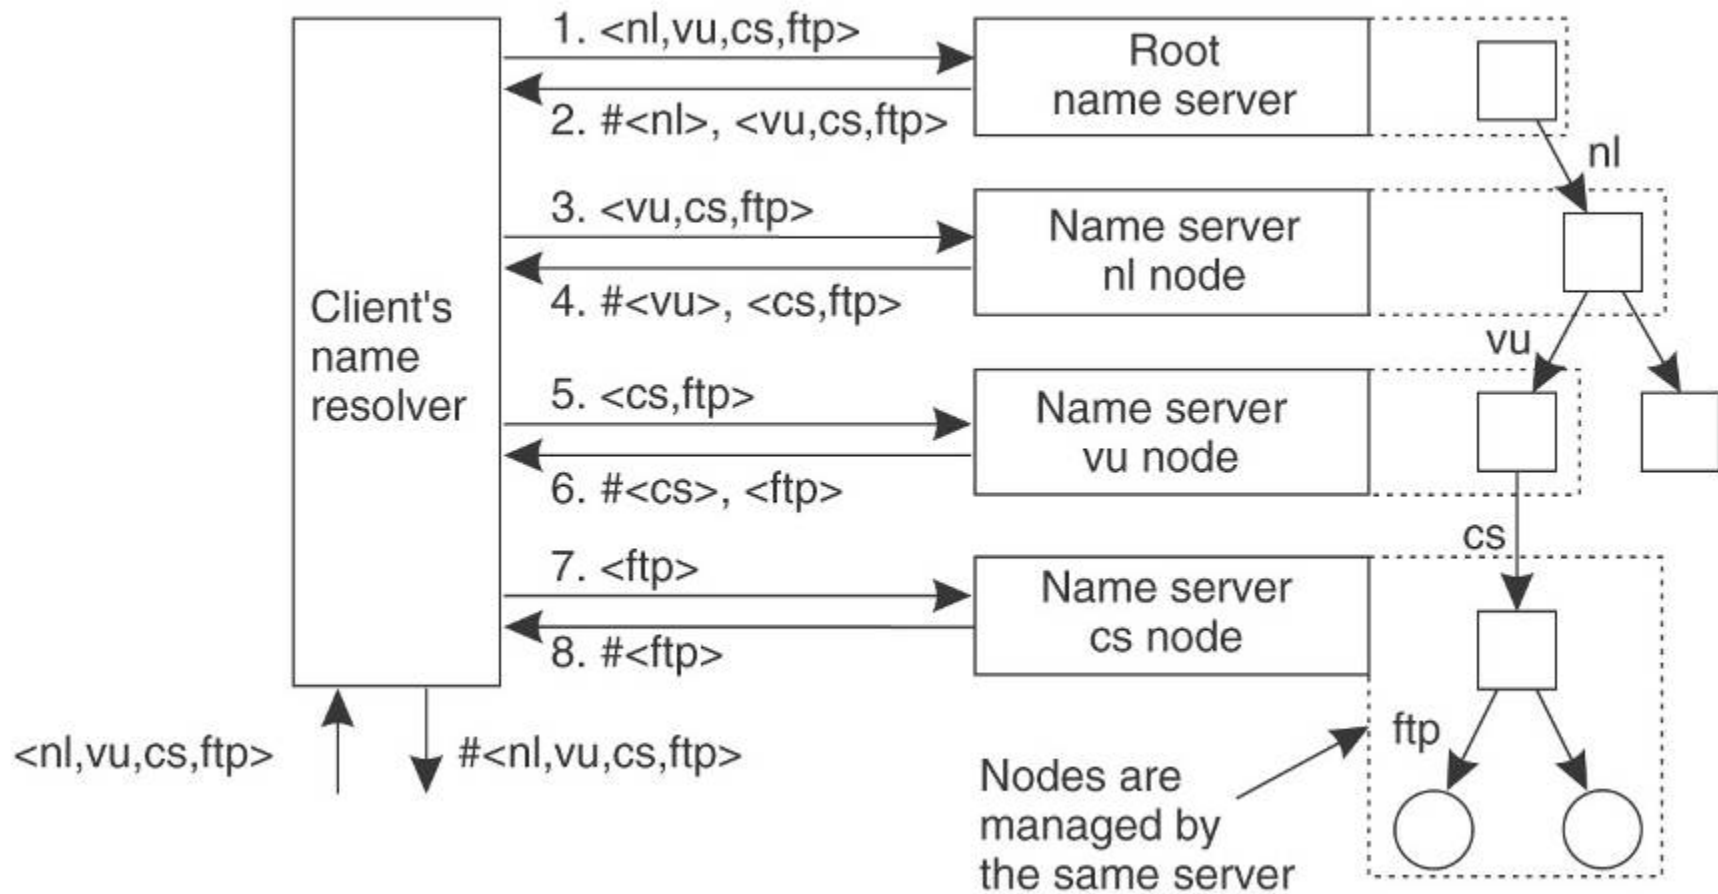 1. <nl,vu,cs,ftp>
Root
name server
2. #<nl>, <vu,cs,ftp>
nl
3. <vu,cs,ftp>
Name server
nl node
4. #<vu>, <cs,ftp>
vu
Client's
name
resolver
5. <cs,ftp>
Name server
vu node
6. #<cs>, <ftp>
cs
7. <ftp>
Name server
cs node
8. #<ftp>
ftp
<nl,vu,cs,ftp>
#<nl,vu,cs,ftp>
Nodes are
managed by
the same server